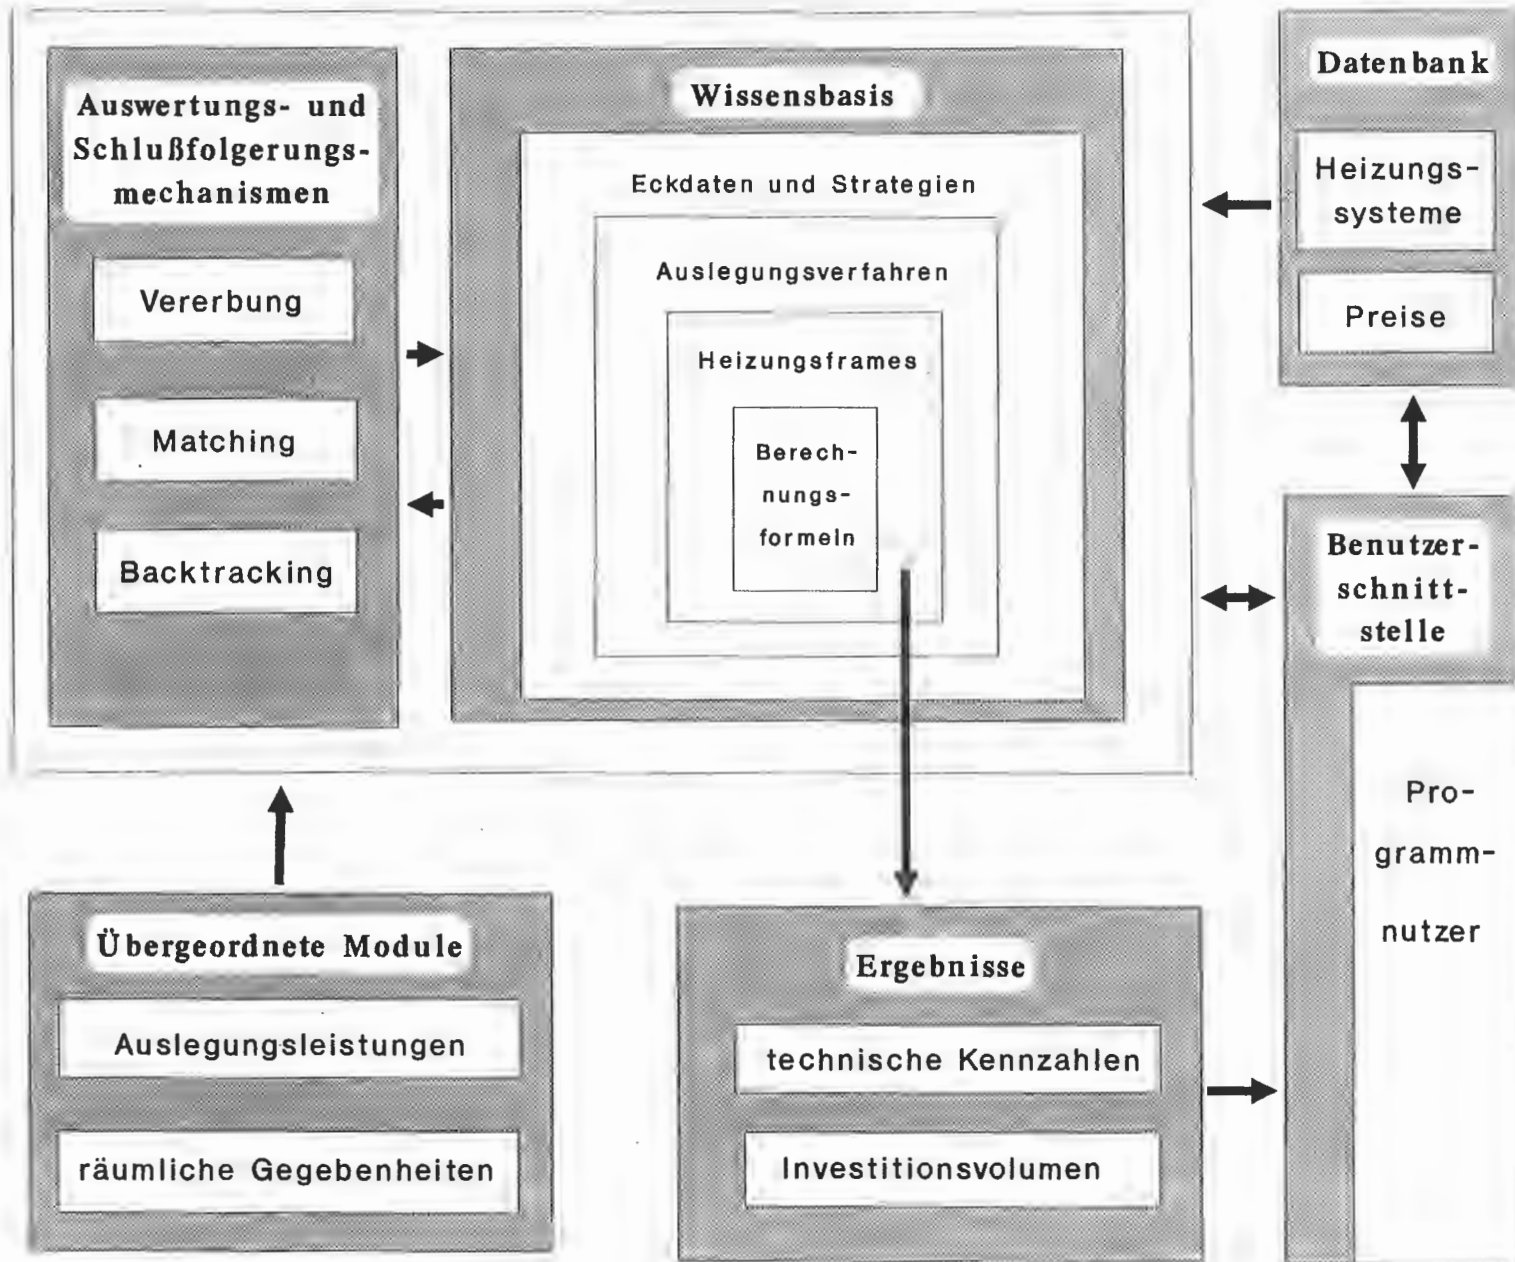 Auswertungs- und
Schlußfolgerungs-
mechanismen
Vererbung
Matching
Backtracking
Wissensbasis
Eckdaten und Strategien
Auslegungsverfahren
Heizungsframes
Berech-
nungs-
formeln
Datenbank
Heizungs-
systeme
Preise
Benutzer-
schnitt-
stelle
Pro-
gramm-
nutzer
Übergeordnete Module
Auslegungsleistungen
räumliche Gegebenheiten
Ergebnisse
technische Kennzahlen
Investitionsvolumen